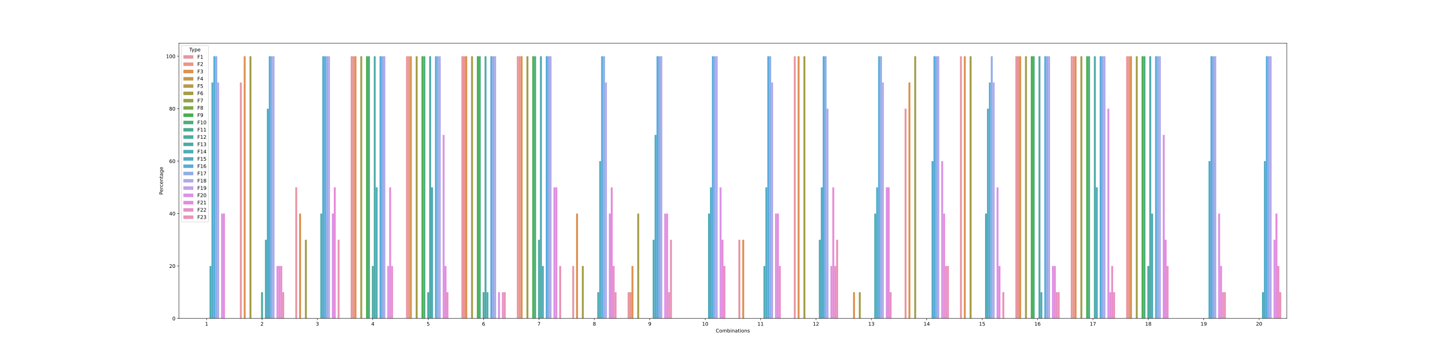 Type
F1
F2
F3
F4
F5
F6
F7
F8
F9
F10
F11
F12
F13
F14
F15
F16
F17
F18
F19
F20
F21
F22
F23
100
80
60
40
20
0
Percentage
1 2 3 4 5 6 7 8 9 10 11 12 13 14 15 16 17 18 19 20
Combinations